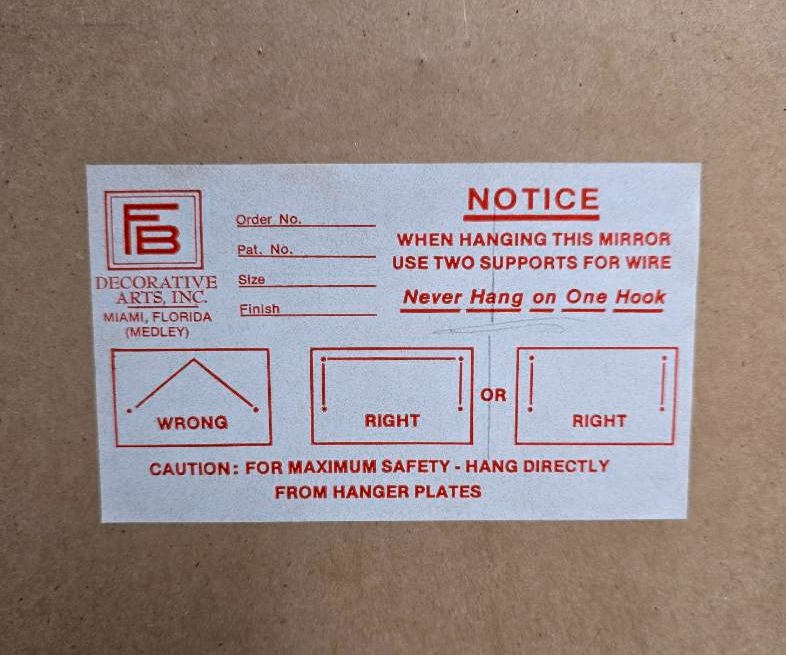 FB
DECORATIVE
ARTS, INC.
MIAMI, FLORIDA
(MEDLEY)
Order No.
Pat. No.
Size
Finish
NOTICE
WHEN HANGING THIS MIRROR
USE TWO SUPPORTS FOR WIRE
Never Hang on One Hook
WRONG
RIGHT
OR
RIGHT
CAUTION: FOR MAXIMUM SAFETY - HANG DIRECTLY
FROM HANGER PLATES